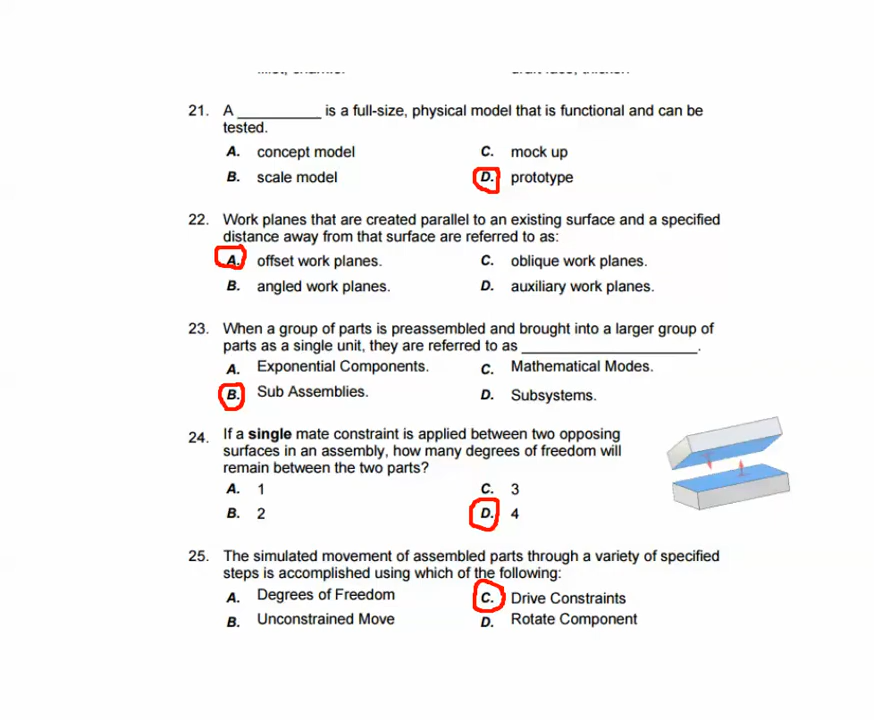 21. A __________ is a full-size, physical model that is functional and can be
tested.
A. concept model C. mock up
B. scale model D. prototype
22. Work planes that are created parallel to an existing surface and a specified
distance away from that surface are referred to as:
A. offset work planes. C. oblique work planes.
B. angled work planes. D. auxiliary work planes.
23. When a group of parts is preassembled and brought into a larger group of
parts as a single unit, they are referred to as _____________________.
A. Exponential Components. C. Mathematical Modes.
B. Sub Assemblies. D. Subsystems.
24. If a single mate constraint is applied between two opposing
surfaces in an assembly, how many degrees of freedom will
remain between the two parts?
A. 1 C. 3
B. 2 D. 4
25. The simulated movement of assembled parts through a variety of specified
steps is accomplished using which of the following:
A. Degrees of Freedom C. Drive Constraints
B. Unconstrained Move D. Rotate Component